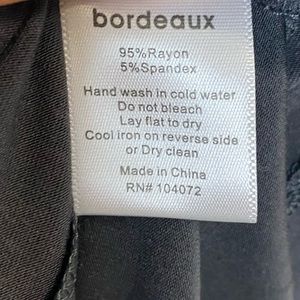 bordeaux
95%Rayon
5%Spandex
Hand wash in cold water
Do not bleach
Lay flat to dry
Cool iron on reverse side
or Dry clean
Made in China
RN# 104072